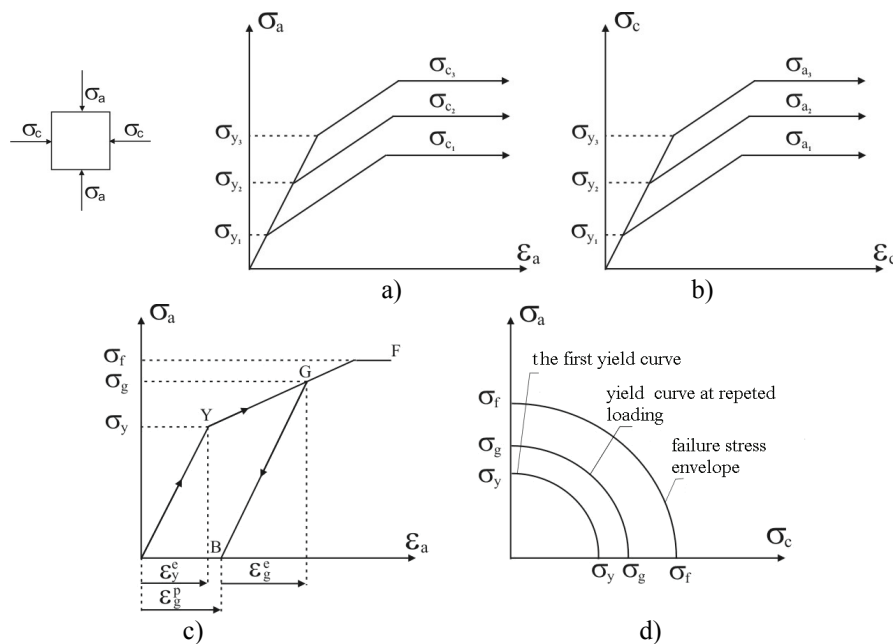 σa
σa
σc
σc
σa
σa
σc₃
σc₂
σc₁
σy₃
σy₂
σy₁
εa
a)
σc
σa₃
σa₂
σa₁
σy₃
σy₂
σy₁
εc
b)
σa
σf
F
σg
G
σy
Y
B
εa
εᵉy
εᵉg
εᵖg
c)
σa
the first yield curve
yield curve at repeted
loading
failure stress
envelope
σf
σg
σy
σc
σy
σg
σf
d)